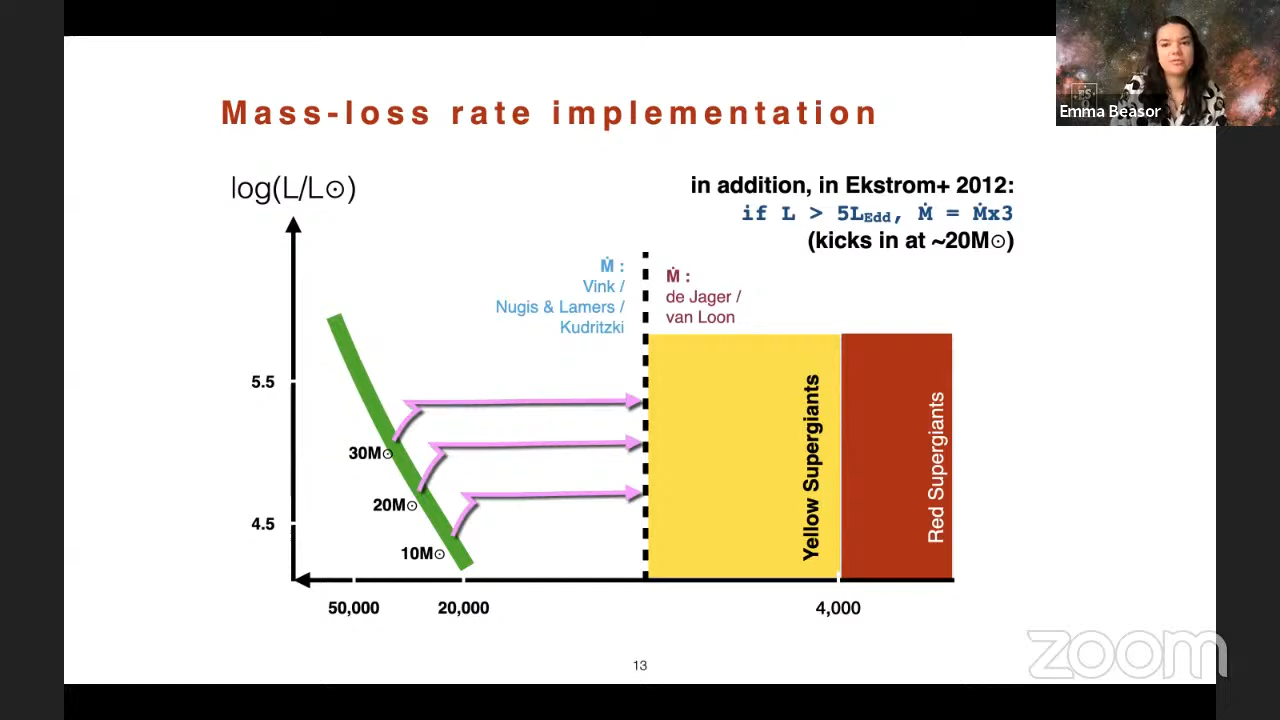 Emma Beasor
Mass-loss rate implementation
log(L/L⊙)
in addition, in Ekstrom+ 2012:
if L > 5LEdd, Ṁ = Ṁx3
(kicks in at ~20M⊙)
Ṁ :
Vink /
Nugis & Lamers /
Kudritzki
Ṁ :
de Jager /
van Loon
5.5
4.5
30M⊙
20M⊙
10M⊙
Yellow Supergiants
Red Supergiants
50,000
20,000
4,000
13
zoom